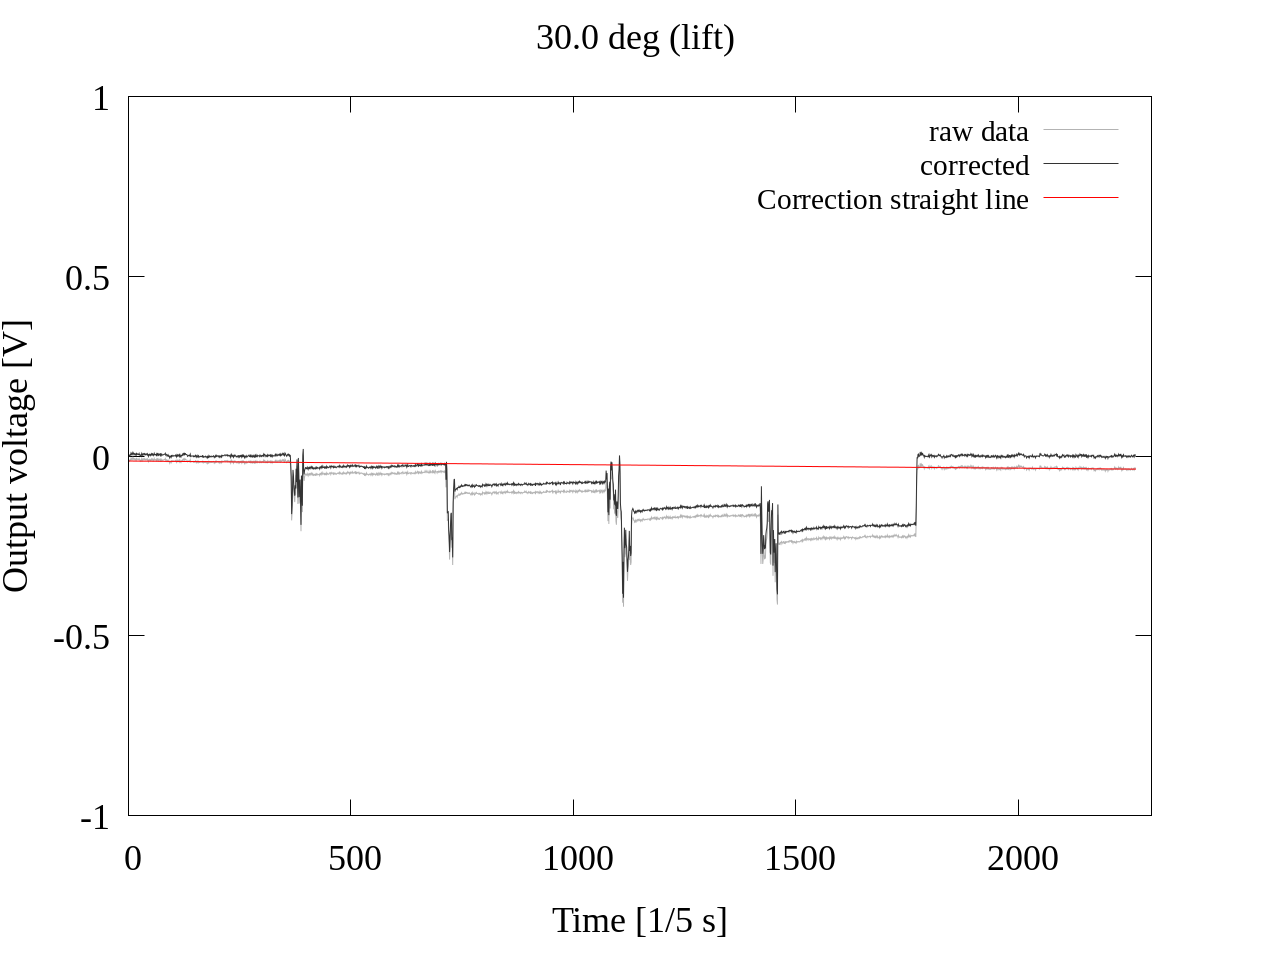 30.0 deg (lift)
raw data
corrected
Correction straight line
1
0.5
0
-0.5
-1
Output voltage [V]
0 500 1000 1500 2000
Time [1/5 s]